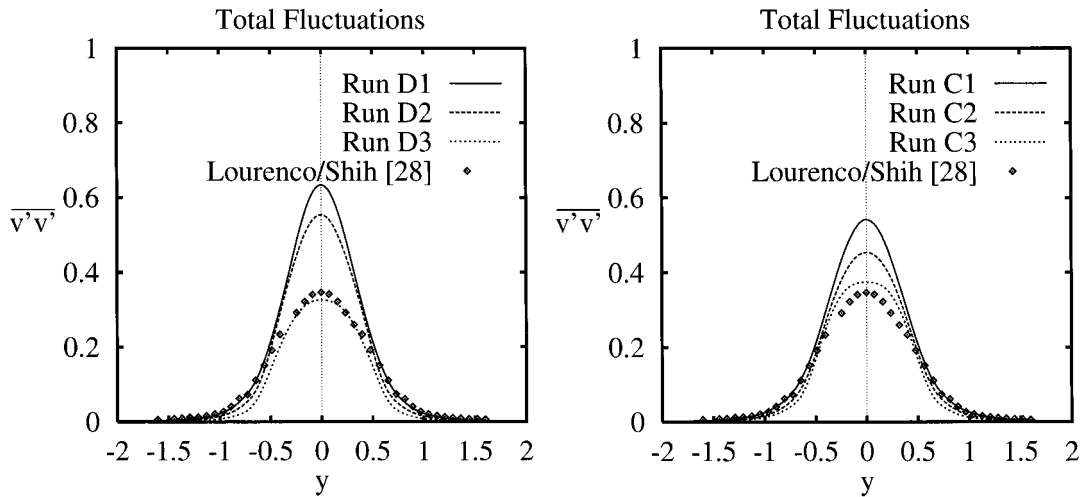 Total Fluctuations
1
0.8
0.6
0.4
0.2
0
v'v'
Run D1
Run D2
Run D3
Lourenco/Shih [28]
-2 -1.5 -1 -0.5 0 0.5 1 1.5 2
y
Total Fluctuations
1
0.8
0.6
0.4
0.2
0
v'v'
Run C1
Run C2
Run C3
Lourenco/Shih [28]
-2 -1.5 -1 -0.5 0 0.5 1 1.5 2
y